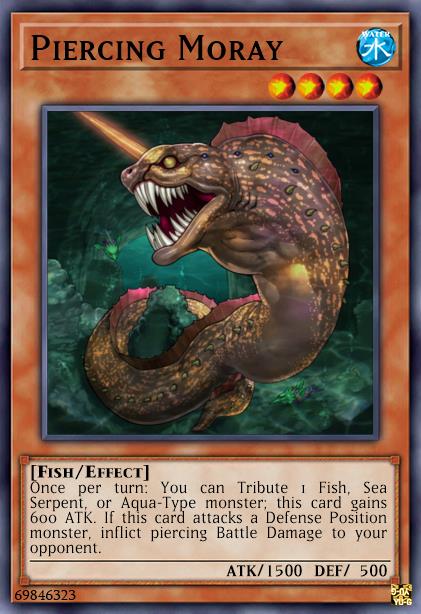 PIERCING MORAY
WATER
水
[FISH/EFFECT]
Once per turn: You can Tribute 1 Fish, Sea
Serpent, or Aqua-Type monster; this card gains
600 ATK. If this card attacks a Defense Position
monster, inflict piercing Battle Damage to your
opponent.
ATK/1500 DEF/ 500
69846323